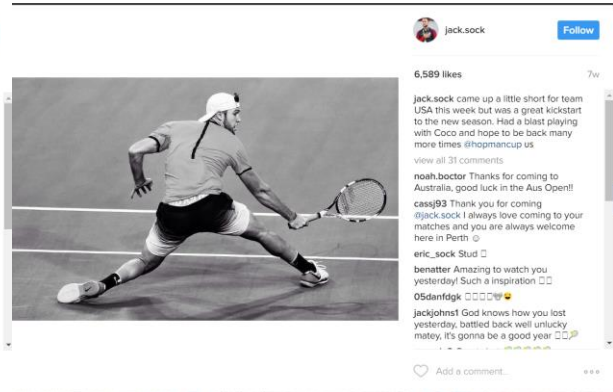 jack.sock
Follow
6,589 likes
7w
jack.sock came up a little short for team
USA this week but was a great kickstart
to the new season. Had a blast playing
with Coco and hope to be back many
more times @hopmancup us
view all 31 comments
noah.boctor Thanks for coming to
Australia, good luck in the Aus Open!!
cassj93 Thank you for coming
@jack.sock I always love coming to your
matches and you are always welcome
here in Perth ☺
eric_sock Stud
benatter Amazing to watch you
yesterday! Such a inspiration
05danfdgk
jackjohns1 God knows how you lost
yesterday, battled back well unlucky
matey, it's gonna be a good year
Add a comment...